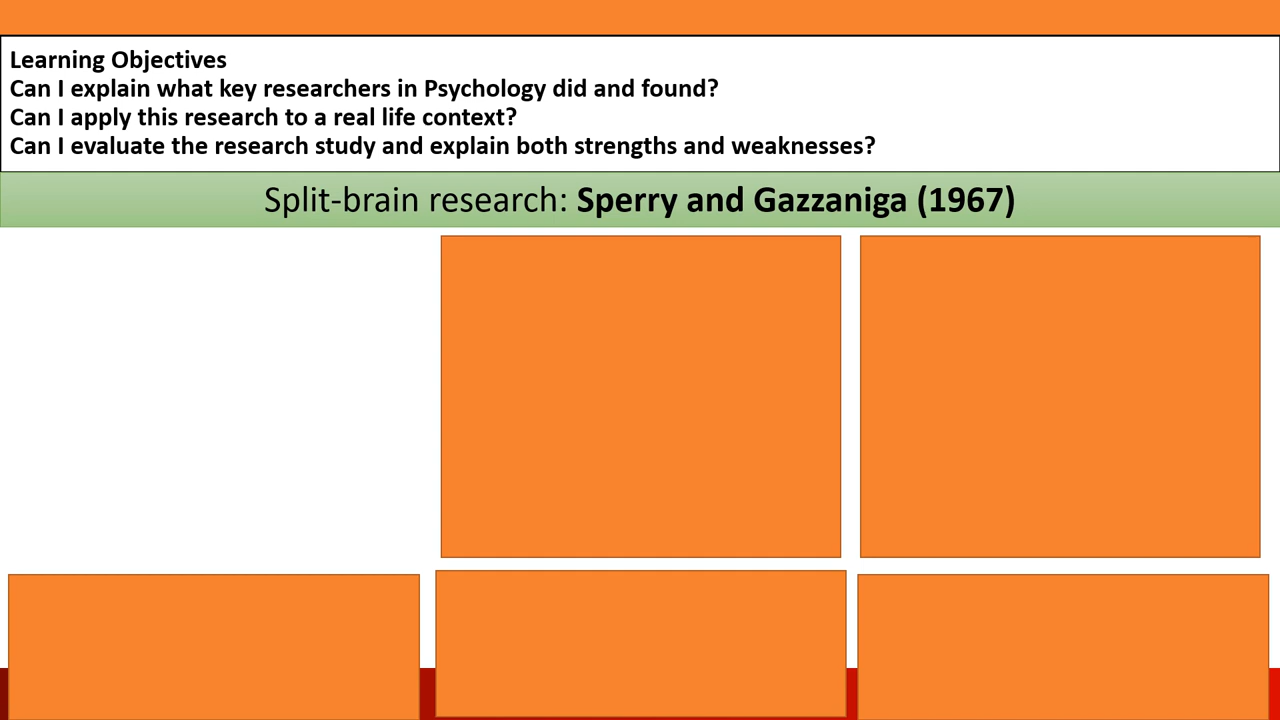 Learning Objectives
Can I explain what key researchers in Psychology did and found?
Can I apply this research to a real life context?
Can I evaluate the research study and explain both strengths and weaknesses?
Split-brain research: Sperry and Gazzaniga (1967)